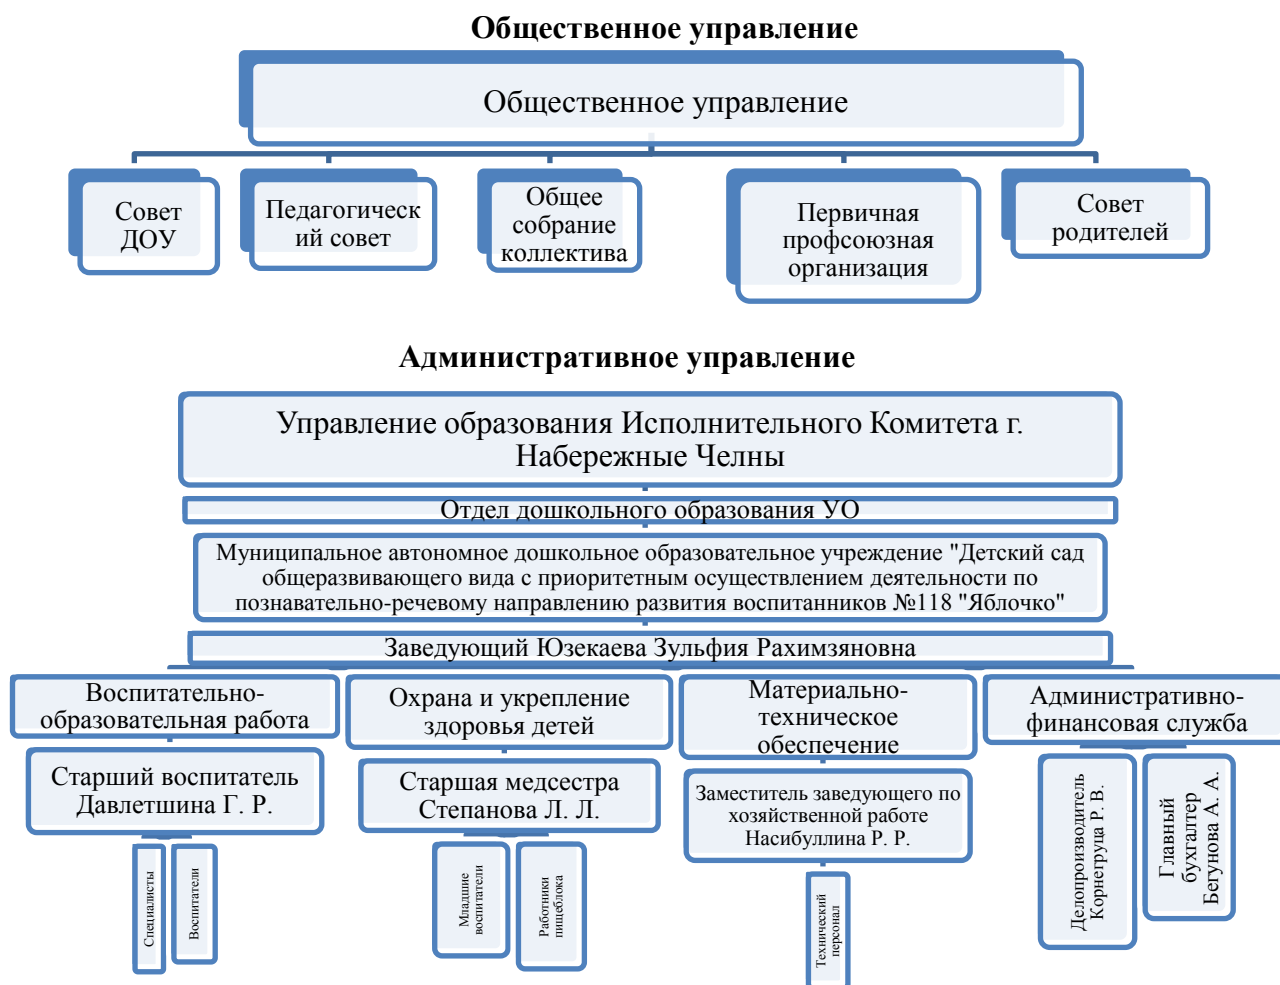 Общественное управление
Общественное управление
Совет
ДОУ
Педагогическ
ий совет
Общее
собрание
коллектива
Первичная
профсоюзная
организация
Совет
родителей
Административное управление
Управление образования Исполнительного Комитета г.
Набережные Челны
Отдел дошкольного образования УО
Муниципальное автономное дошкольное образовательное учреждение "Детский сад
общеразвивающего вида с приоритетным осуществлением деятельности по
познавательно-речевому направлению развития воспитанников №118 "Яблочко"
Заведующий Юзекаева Зульфия Рахимзяновна
Воспитательно-
образовательная работа
Старший воспитатель
Давлетшина Г. Р.
Специалисты
Воспитатели
Охрана и укрепление
здоровья детей
Старшая медсестра
Степанова Л. Л.
Младшие
воспитатели
Работники
пищеблока
Материально-
техническое
обеспечение
Заместитель заведующего по
хозяйственной работе
Насибуллина Р. Р.
Технический
персонал
Административно-
финансовая служба
Делопроизводитель
Корнегруца Р. В.
Главный
бухгалтер
Бегунова А. А.